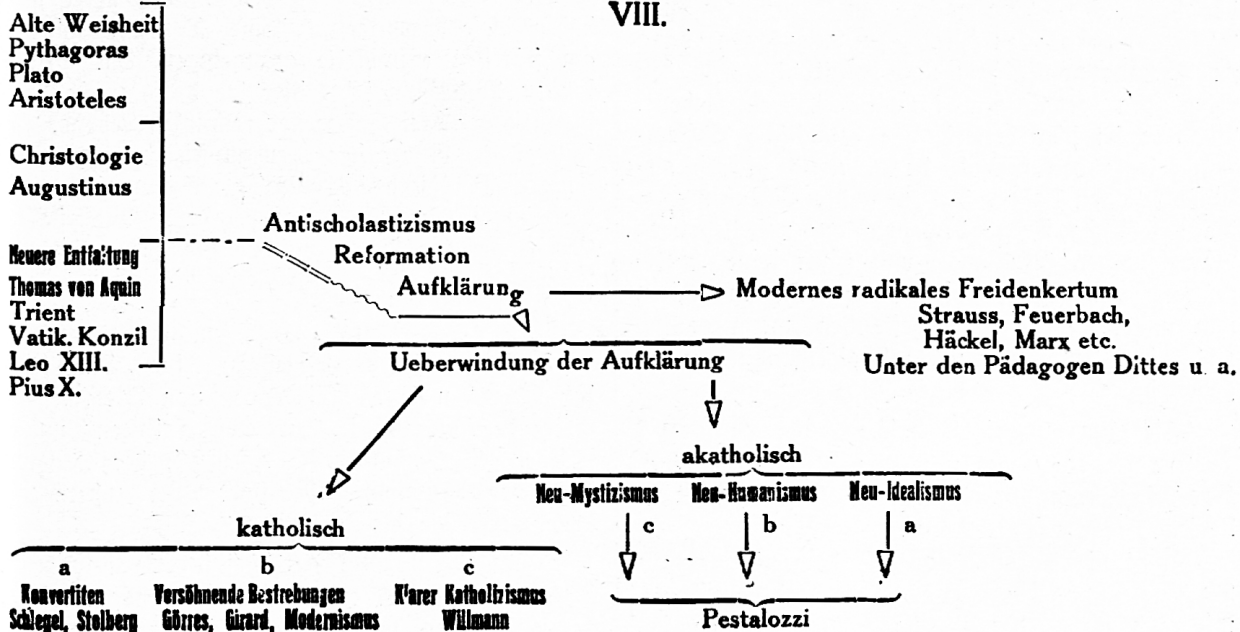 VIII.
Alte Weisheit
Pythagoras
Plato
Aristoteles
Christologie
Augustinus
Neuere Entfaltung
Thomas von Aquin
Trient
Vatik. Konzil
Leo XIII.
Pius X.
Antischolastizismus
Reformation
Aufklärung
Modernes radikales Freidenkertum
Strauss, Feuerbach,
Häckel, Marx etc.
Unter den Pädagogen Dittes u. a.
Ueberwindung der Aufklärung
akatholisch
Neu-Mystizismus Neu-Humanismus Neu-Idealismus
c b a
Pestalozzi
katholisch
a b c
Konvertiten Versöhnende Bestrebungen Klarer Katholizismus
Schlegel, Stolberg Görres, Girard, Modernismus Willmann